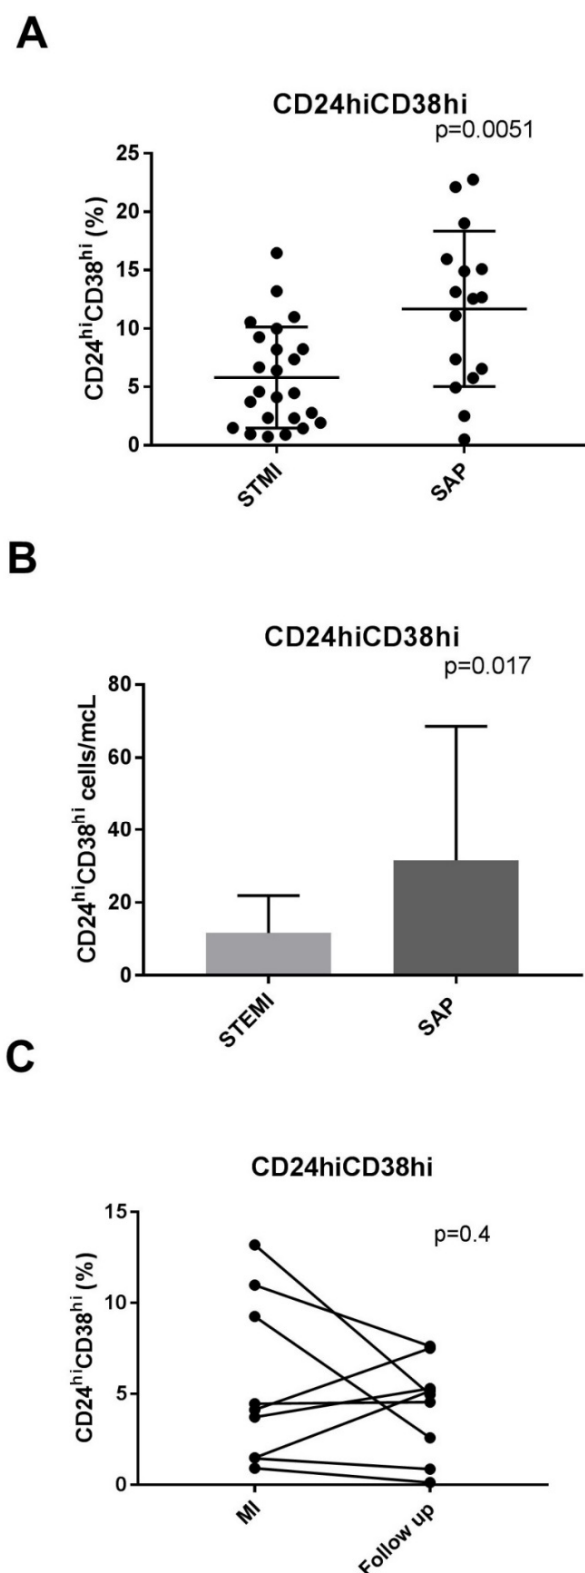 A
CD24hiCD38hi
p=0.0051
CD24hiCD38hi (%)
25
20
15
10
5
0
STMI
SAP
B
CD24hiCD38hi
p=0.017
CD24hiCD38hi cells/mcL
80
60
40
20
0
STEMI
SAP
C
CD24hiCD38hi
p=0.4
CD24hiCD38hi (%)
15
10
5
0
MI
Follow up